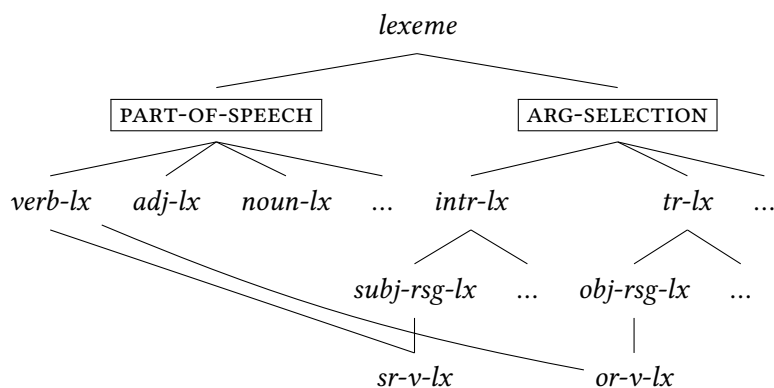 lexeme
PART-OF-SPEECH ARG-SELECTION
verb-lx adj-lx noun-lx ... intr-lx tr-lx ...
subj-rsg-lx ... obj-rsg-lx ...
sr-v-lx or-v-lx